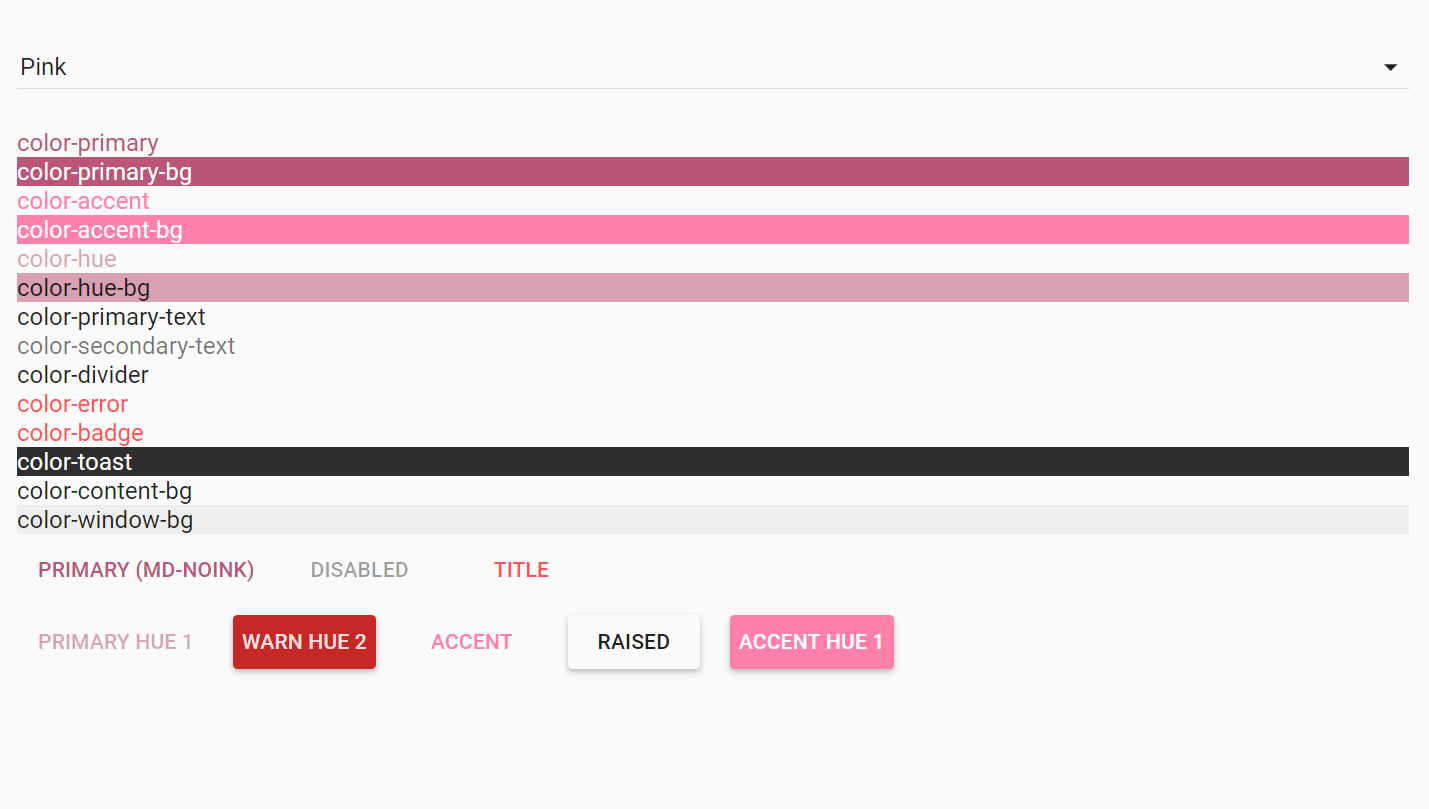 Pink
color-primary
color-primary-bg
color-accent
color-accent-bg
color-hue
color-hue-bg
color-primary-text
color-secondary-text
color-divider
color-error
color-badge
color-toast
color-content-bg
color-window-bg
PRIMARY (MD-NOINK) DISABLED TITLE
PRIMARY HUE 1 WARN HUE 2 ACCENT RAISED ACCENT HUE 1